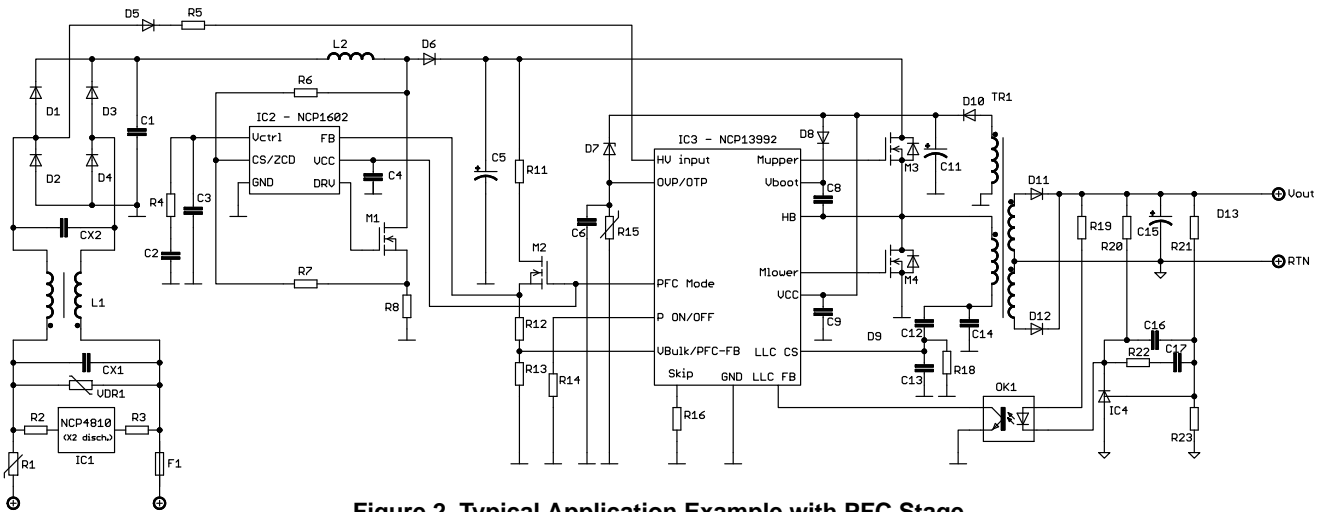 D5
R5
L2
D6
R6
D10
TR1
D1
D3
C1
IC2 - NCP1602
Vctrl
FB
CS/ZCD
VCC
GND
DRV
C4
C5
R11
D7
IC3 - NCP13992
D8
HV input
Mupper
M3
C11
OVP/OTP
Vboot
D2
D4
R4
C3
C8
D11
Vout
M1
C6
R15
HB
R19
R20
C15
R21
D13
CX2
C2
M2
RTN
R7
M4
Mlower
PFC Mode
VCC
L1
R8
C9
P ON/OFF
D12
R12
D9
C12
C14
C16
VBulk/PFC-FB
LLC CS
C17
CX1
R13
R14
Skip
GND
LLC FB
C13
R18
R22
VDR1
OK1
IC4
R2
NCP4810
R3
R16
(X2 disch.)
R23
IC1
R1
F1
Figure 2. Typical Application Example with PFC Stage